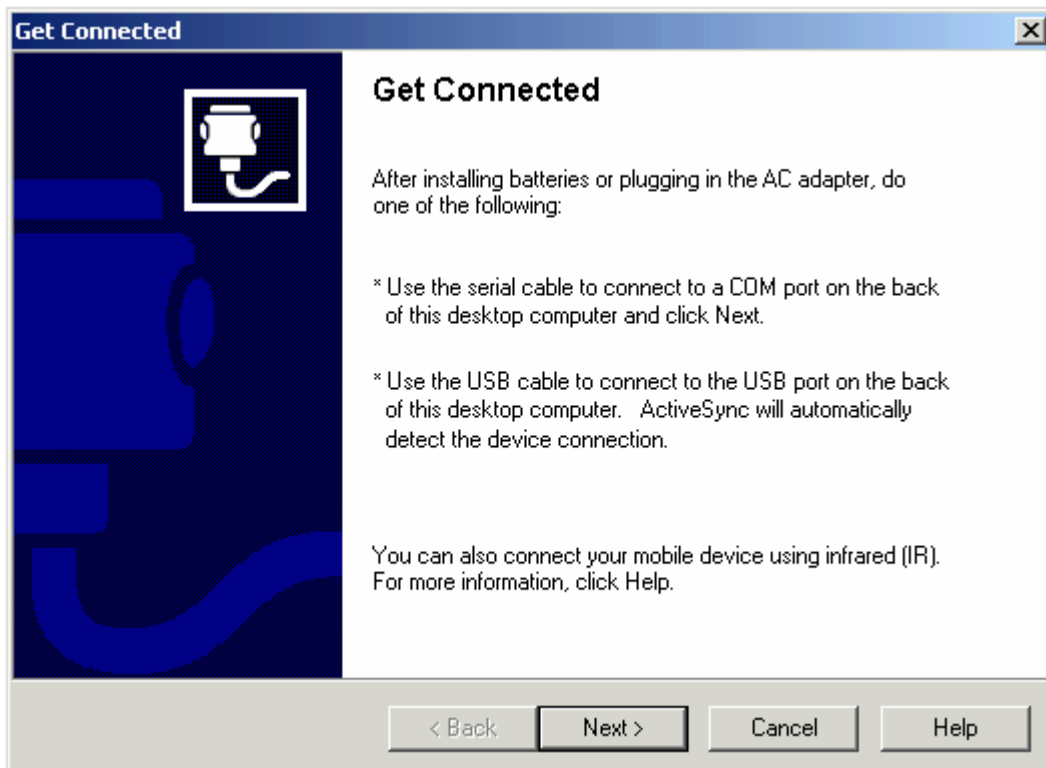 Get Connected
Get Connected
After installing batteries or plugging in the AC adapter, do
one of the following:
* Use the serial cable to connect to a COM port on the back
of this desktop computer and click Next.
* Use the USB cable to connect to the USB port on the back
of this desktop computer.   ActiveSync will automatically
detect the device connection.
You can also connect your mobile device using infrared (IR).
For more information, click Help.
< Back Next > Cancel Help